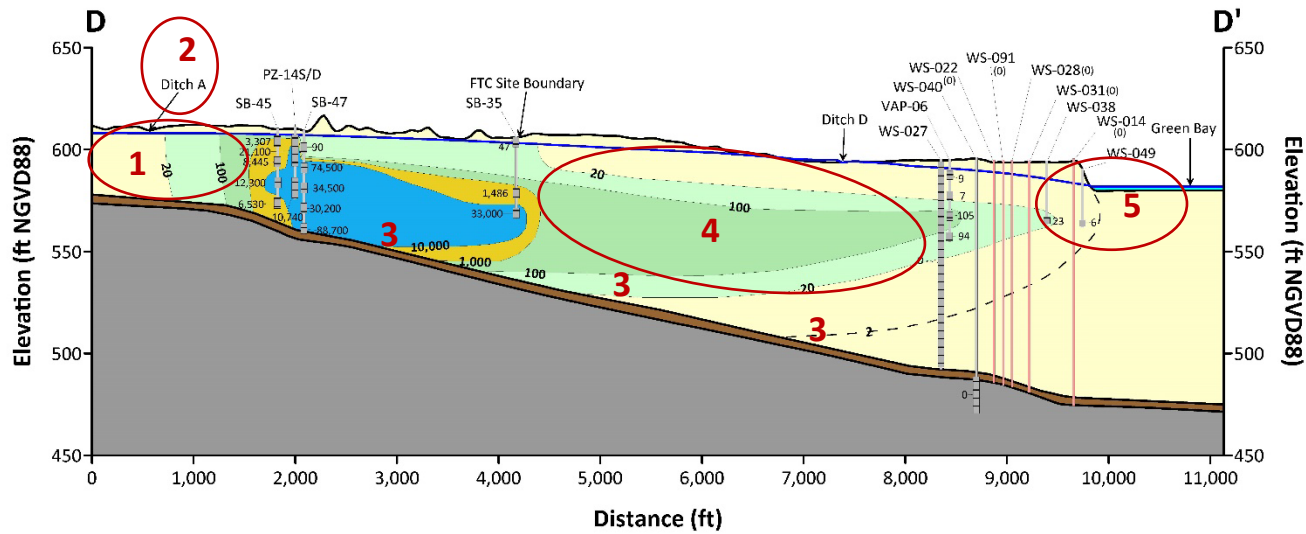 D
D'
650
600
550
500
450
Elevation (ft NGVD88)
2
Ditch A
PZ-14S/D
SB-45
SB-47
SB-35
FTC Site Boundary
Ditch D
WS-091
(0)
WS-022
(0)
WS-028(0)
WS-040
WS-031(0)
VAP-06
WS-038
WS-027
WS-014
(0)
WS-049
Green Bay
1
20
100
3,307
21,100
8,445
12,300
6,530
10,740
90
74,500
34,500
30,200
88,700
47
1,486
33,000
3
10,000
1,000
100
20
100
4
3
20
3
2
9
7
105
94
0
23
6
5
650
600
550
500
450
Elevation (ft NGVD88)
0
1,000
2,000
3,000
4,000
5,000
6,000
7,000
8,000
9,000
10,000
11,000
Distance (ft)